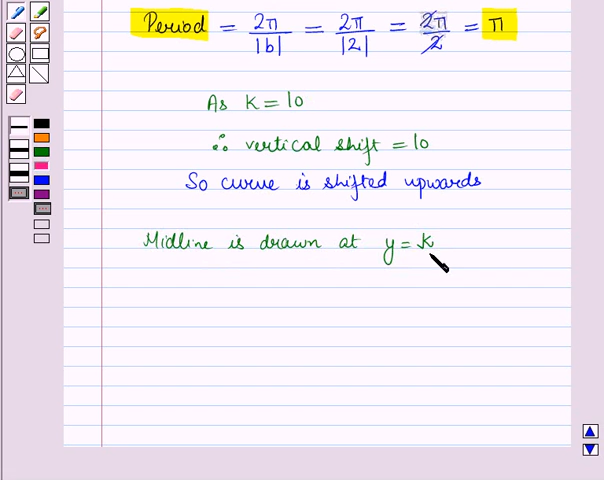 Period = 2π/|b| = 2π/|2| = 2π/2 = π
As K = 10
∴ vertical shift = 10
So curve is shifted upwards
Midline is drawn at y = K